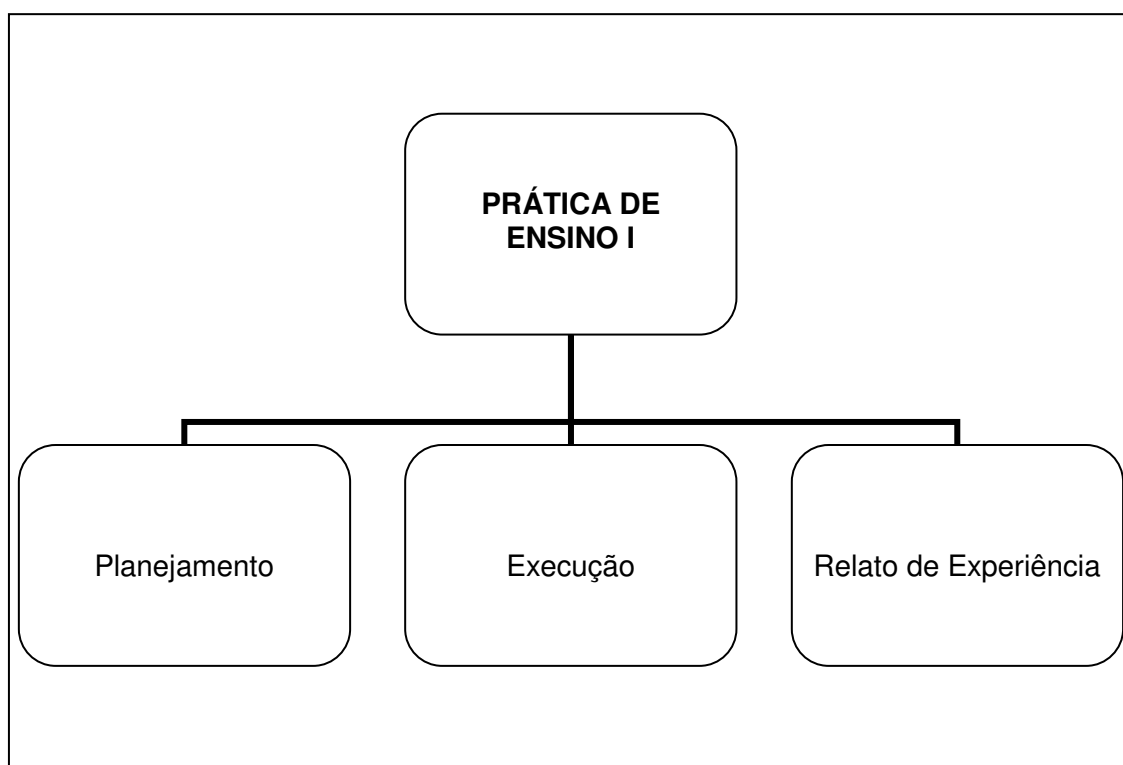 PRÁTICA DE
ENSINO I
Planejamento
Execução
Relato de Experiência